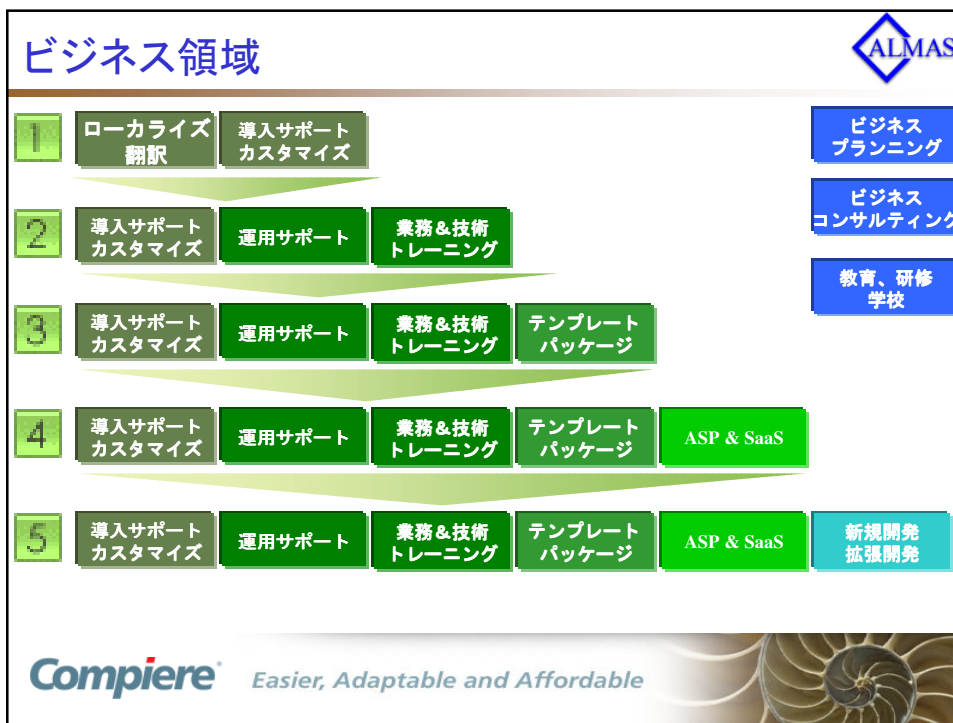 ビジネス領域
ALMAS
1
ローカライズ
翻訳
導入サポート
カスタマイズ
ビジネス
プランニング
2
導入サポート
カスタマイズ
運用サポート
業務&技術
トレーニング
ビジネス
コンサルティング
教育、研修
学校
3
導入サポート
カスタマイズ
運用サポート
業務&技術
トレーニング
テンプレート
パッケージ
4
導入サポート
カスタマイズ
運用サポート
業務&技術
トレーニング
テンプレート
パッケージ
ASP & SaaS
5
導入サポート
カスタマイズ
運用サポート
業務&技術
トレーニング
テンプレート
パッケージ
ASP & SaaS
新規開発
拡張開発
Compiere
Easier, Adaptable and Affordable